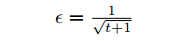 ϵ = 1/√(t+1)